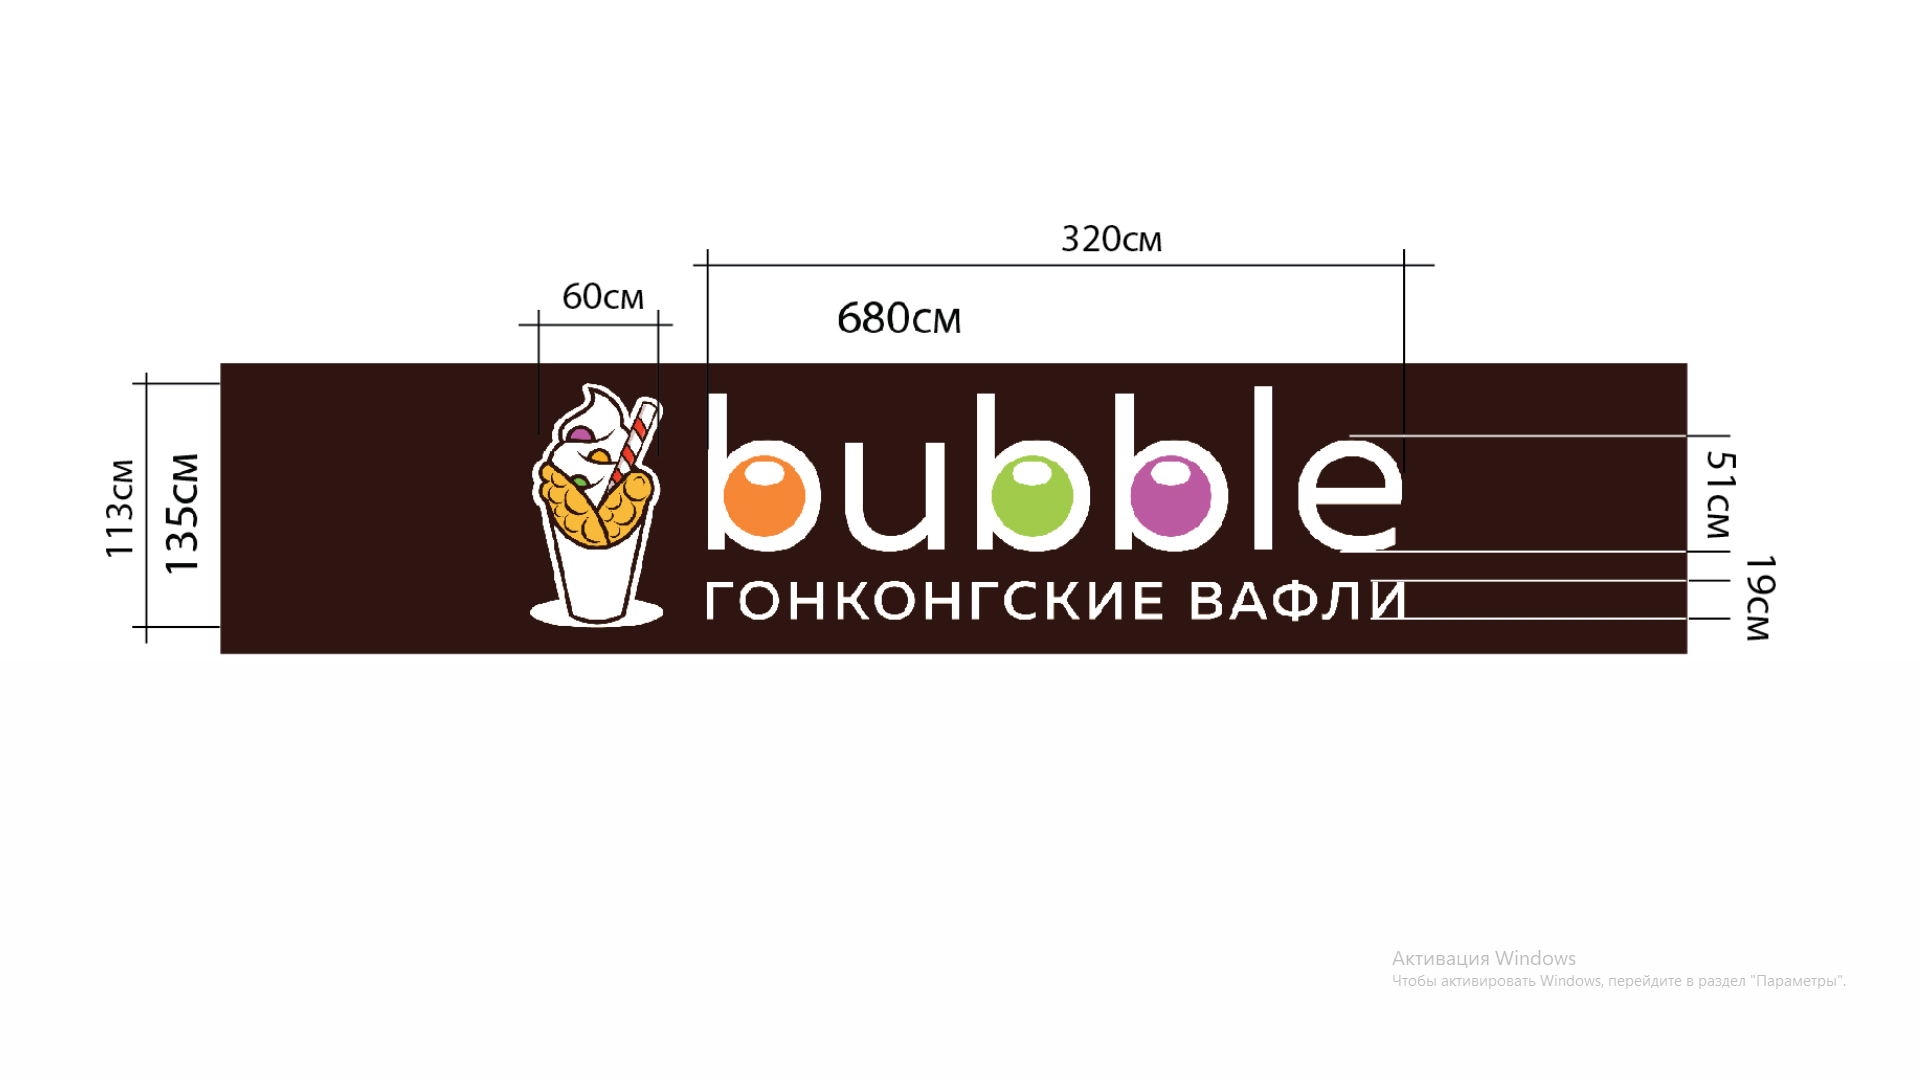 320см
60см
680см
113см
135см
bubble
51см
ГОНКОНГСКИЕ ВАФЛИ
19см
Активация Windows
Чтобы активировать Windows, перейдите в раздел "Параметры".